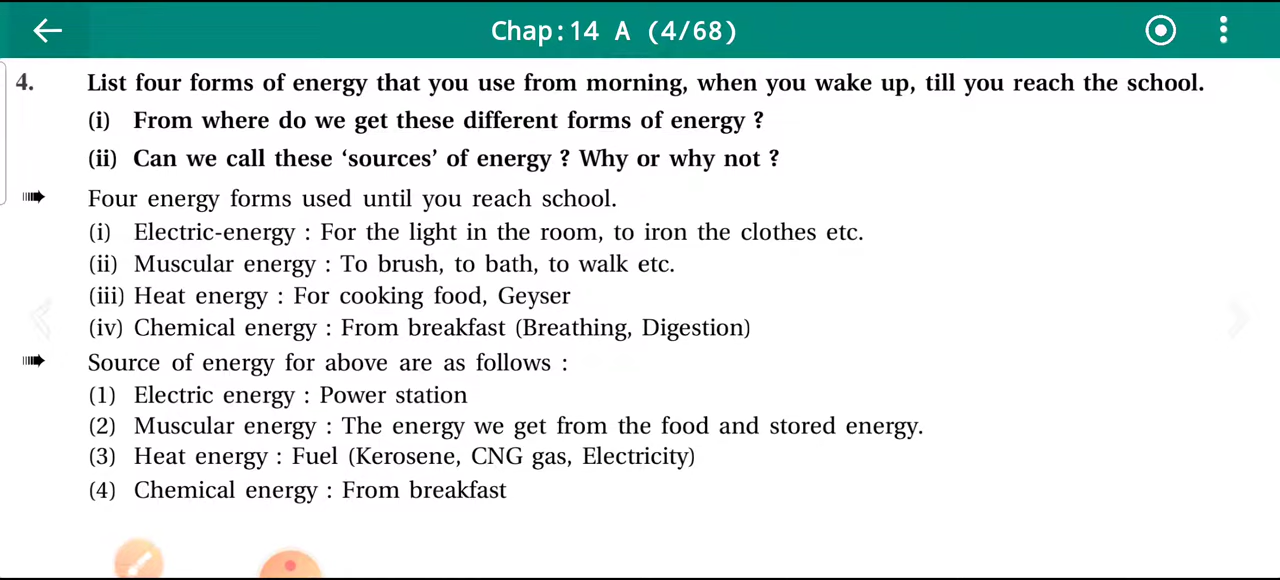 Chap:14 A (4/68)
4. List four forms of energy that you use from morning, when you wake up, till you reach the school.
(i) From where do we get these different forms of energy ?
(ii) Can we call these ‘sources’ of energy ? Why or why not ?
Four energy forms used until you reach school.
(i) Electric-energy : For the light in the room, to iron the clothes etc.
(ii) Muscular energy : To brush, to bath, to walk etc.
(iii) Heat energy : For cooking food, Geyser
(iv) Chemical energy : From breakfast (Breathing, Digestion)
Source of energy for above are as follows :
(1) Electric energy : Power station
(2) Muscular energy : The energy we get from the food and stored energy.
(3) Heat energy : Fuel (Kerosene, CNG gas, Electricity)
(4) Chemical energy : From breakfast